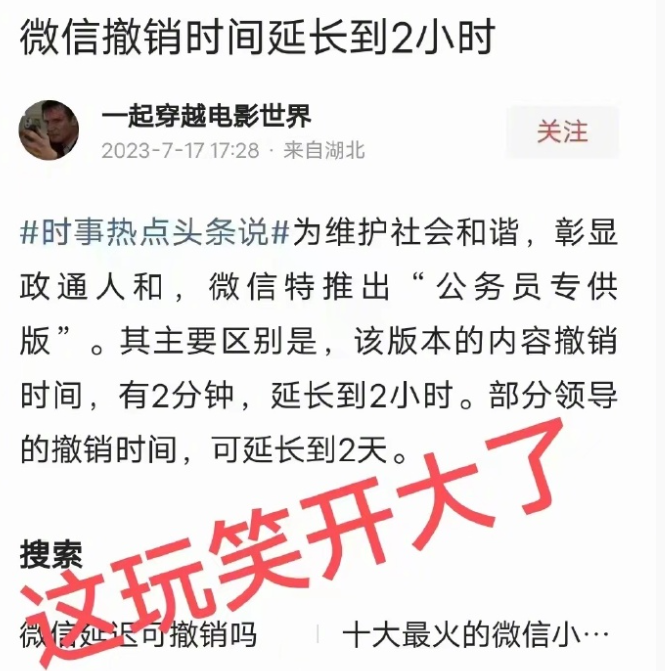 微信撤销时间延长到2小时
一起穿越电影世界
2023-7-17 17:28 · 来自湖北
关注
#时事热点头条说#为维护社会和谐，彰显
政通人和，微信特推出“公务员专供
版”。其主要区别是，该版本的内容撤销
时间，有2分钟，延长到2小时。部分领导
的撤销时间，可延长到2天。
这玩笑开大了
搜索
微信延迟可撤销吗
十大最火的微信小···